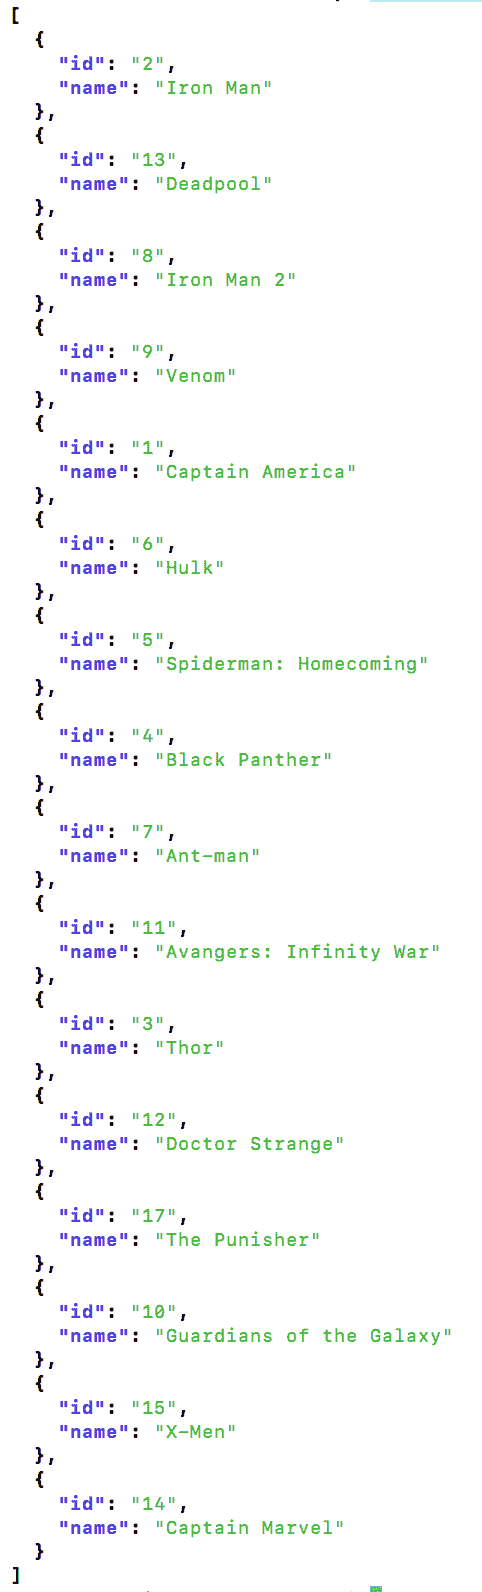 [
  {
    "id": "2",
    "name": "Iron Man"
  },
  {
    "id": "13",
    "name": "Deadpool"
  },
  {
    "id": "8",
    "name": "Iron Man 2"
  },
  {
    "id": "9",
    "name": "Venom"
  },
  {
    "id": "1",
    "name": "Captain America"
  },
  {
    "id": "6",
    "name": "Hulk"
  },
  {
    "id": "5",
    "name": "Spiderman: Homecoming"
  },
  {
    "id": "4",
    "name": "Black Panther"
  },
  {
    "id": "7",
    "name": "Ant-man"
  },
  {
    "id": "11",
    "name": "Avangers: Infinity War"
  },
  {
    "id": "3",
    "name": "Thor"
  },
  {
    "id": "12",
    "name": "Doctor Strange"
  },
  {
    "id": "17",
    "name": "The Punisher"
  },
  {
    "id": "10",
    "name": "Guardians of the Galaxy"
  },
  {
    "id": "15",
    "name": "X-Men"
  },
  {
    "id": "14",
    "name": "Captain Marvel"
  }
]